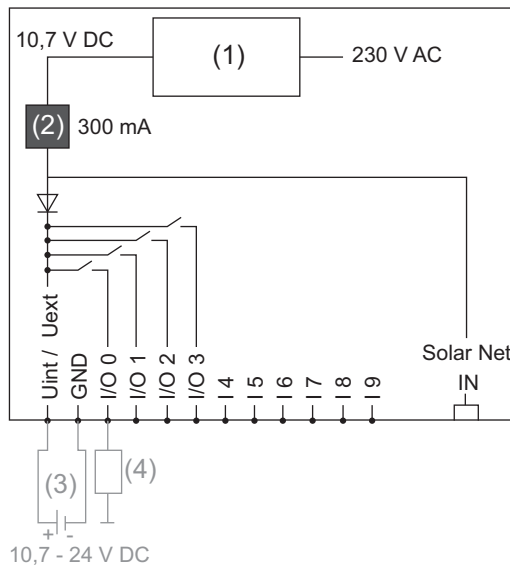 10,7 V DC
(1)
230 V AC
(2)
300 mA
Uint / Uext
GND
I/O 0
I/O 1
I/O 2
I/O 3
I 4
I 5
I 6
I 7
I 8
I 9
Solar Net
IN
(3)
(4)
+ -
10,7 - 24 V DC